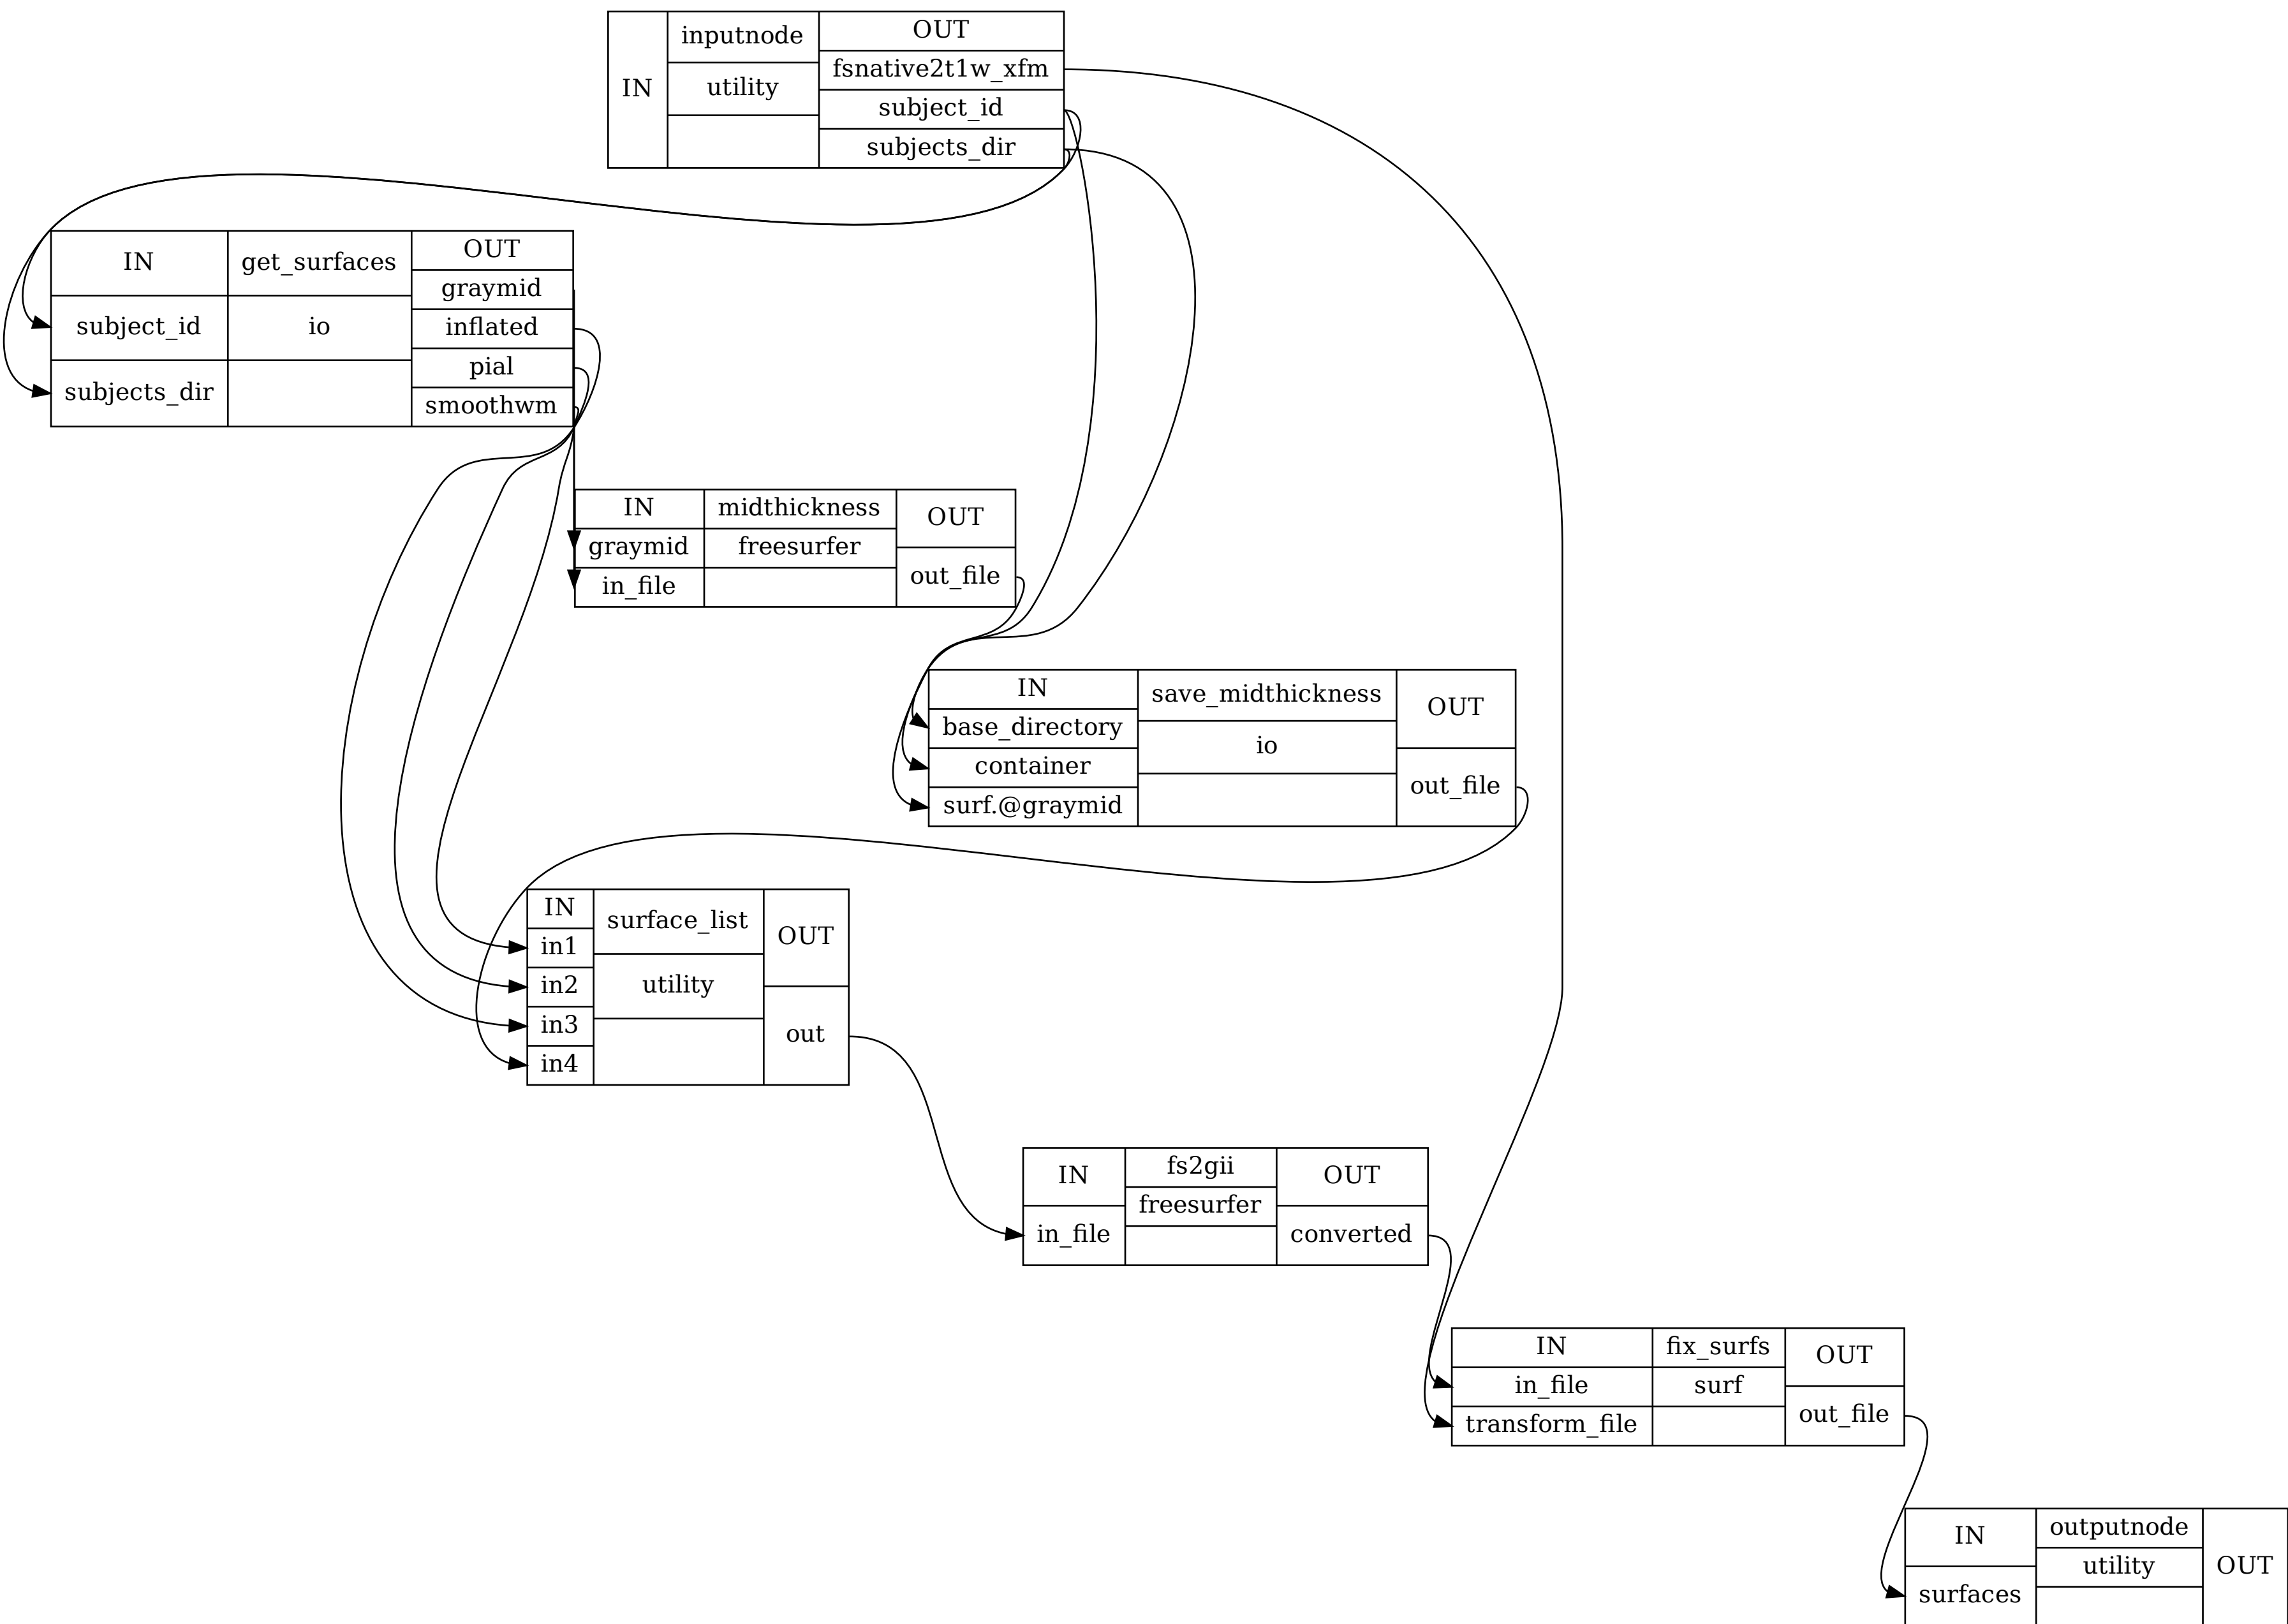 IN
inputnode
utility
OUT
fsnative2t1w_xfm
subject_id
subjects_dir
IN
subject_id
subjects_dir
get_surfaces
io
OUT
graymid
inflated
pial
smoothwm
IN
graymid
in_file
midthickness
freesurfer
OUT
out_file
IN
base_directory
container
surf.@graymid
save_midthickness
io
OUT
out_file
IN
in1
in2
in3
in4
surface_list
utility
OUT
out
IN
in_file
fs2gii
freesurfer
OUT
converted
IN
in_file
transform_file
fix_surfs
surf
OUT
out_file
IN
surfaces
outputnode
utility
OUT